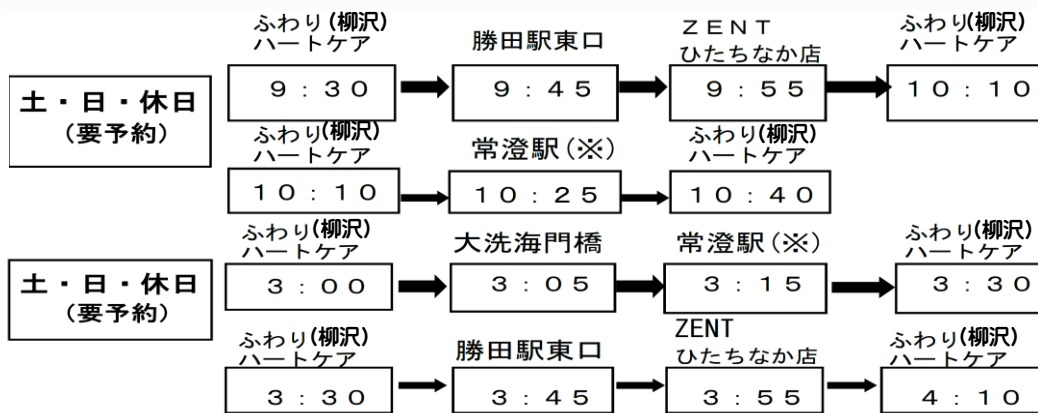 ふわり(柳沢)
ハートケア
勝田駅東口
ZENT
ひたちなか店
ふわり(柳沢)
ハートケア
土・日・休日
(要予約)
9:30
9:45
9:55
10:10
ふわり(柳沢)
ハートケア
常澄駅(※)
ふわり(柳沢)
ハートケア
10:10
10:25
10:40
ふわり(柳沢)
ハートケア
大洗海門橋
常澄駅(※)
ふわり(柳沢)
ハートケア
土・日・休日
(要予約)
3:00
3:05
3:15
3:30
ふわり(柳沢)
ハートケア
勝田駅東口
ZENT
ひたちなか店
ふわり(柳沢)
ハートケア
3:30
3:45
3:55
4:10